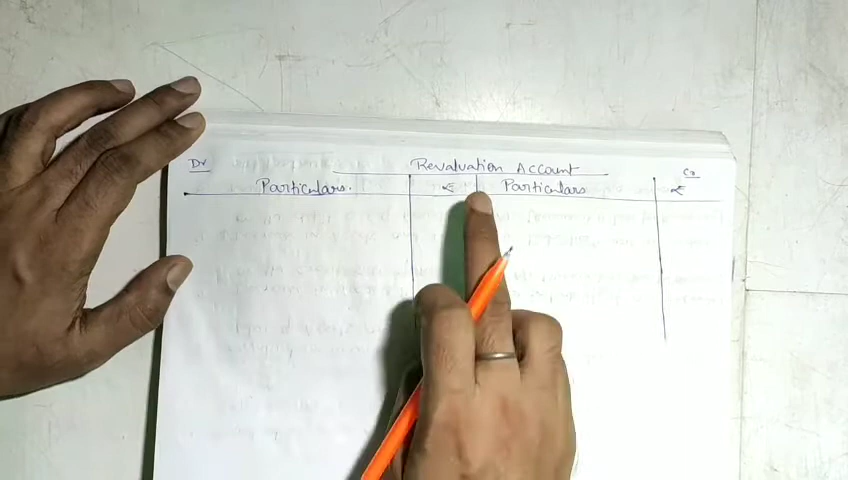 Dr Revaluation Account Cr
Particulars. ₹ Particulars ₹